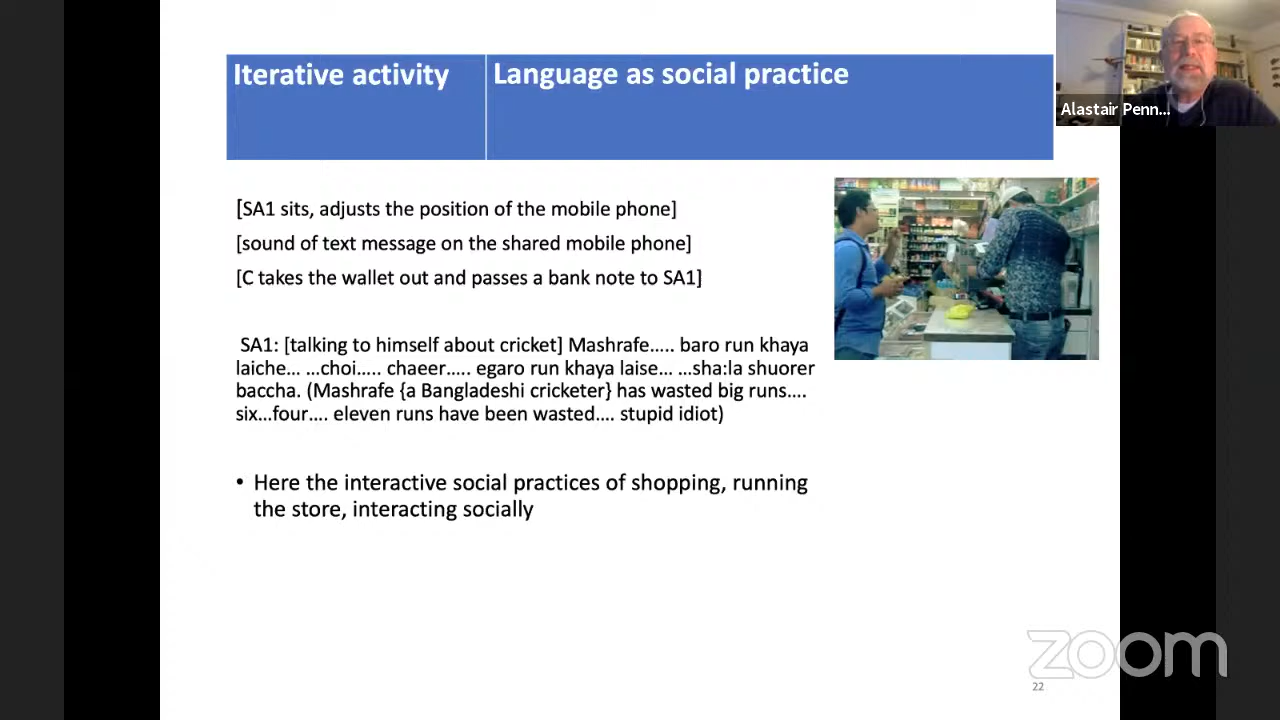 Iterative activity
Language as social practice
Alastair Penn...
[SA1 sits, adjusts the position of the mobile phone]
[sound of text message on the shared mobile phone]
[C takes the wallet out and passes a bank note to SA1]
SA1: [talking to himself about cricket] Mashrafe….. baro run khaya
laiche… …choi….. chaeer….. egaro run khaya laise… …sha:la shuorer
baccha. (Mashrafe {a Bangladeshi cricketer} has wasted big runs….
six…four…. eleven runs have been wasted…. stupid idiot)
• Here the interactive social practices of shopping, running
the store, interacting socially
zoom
22